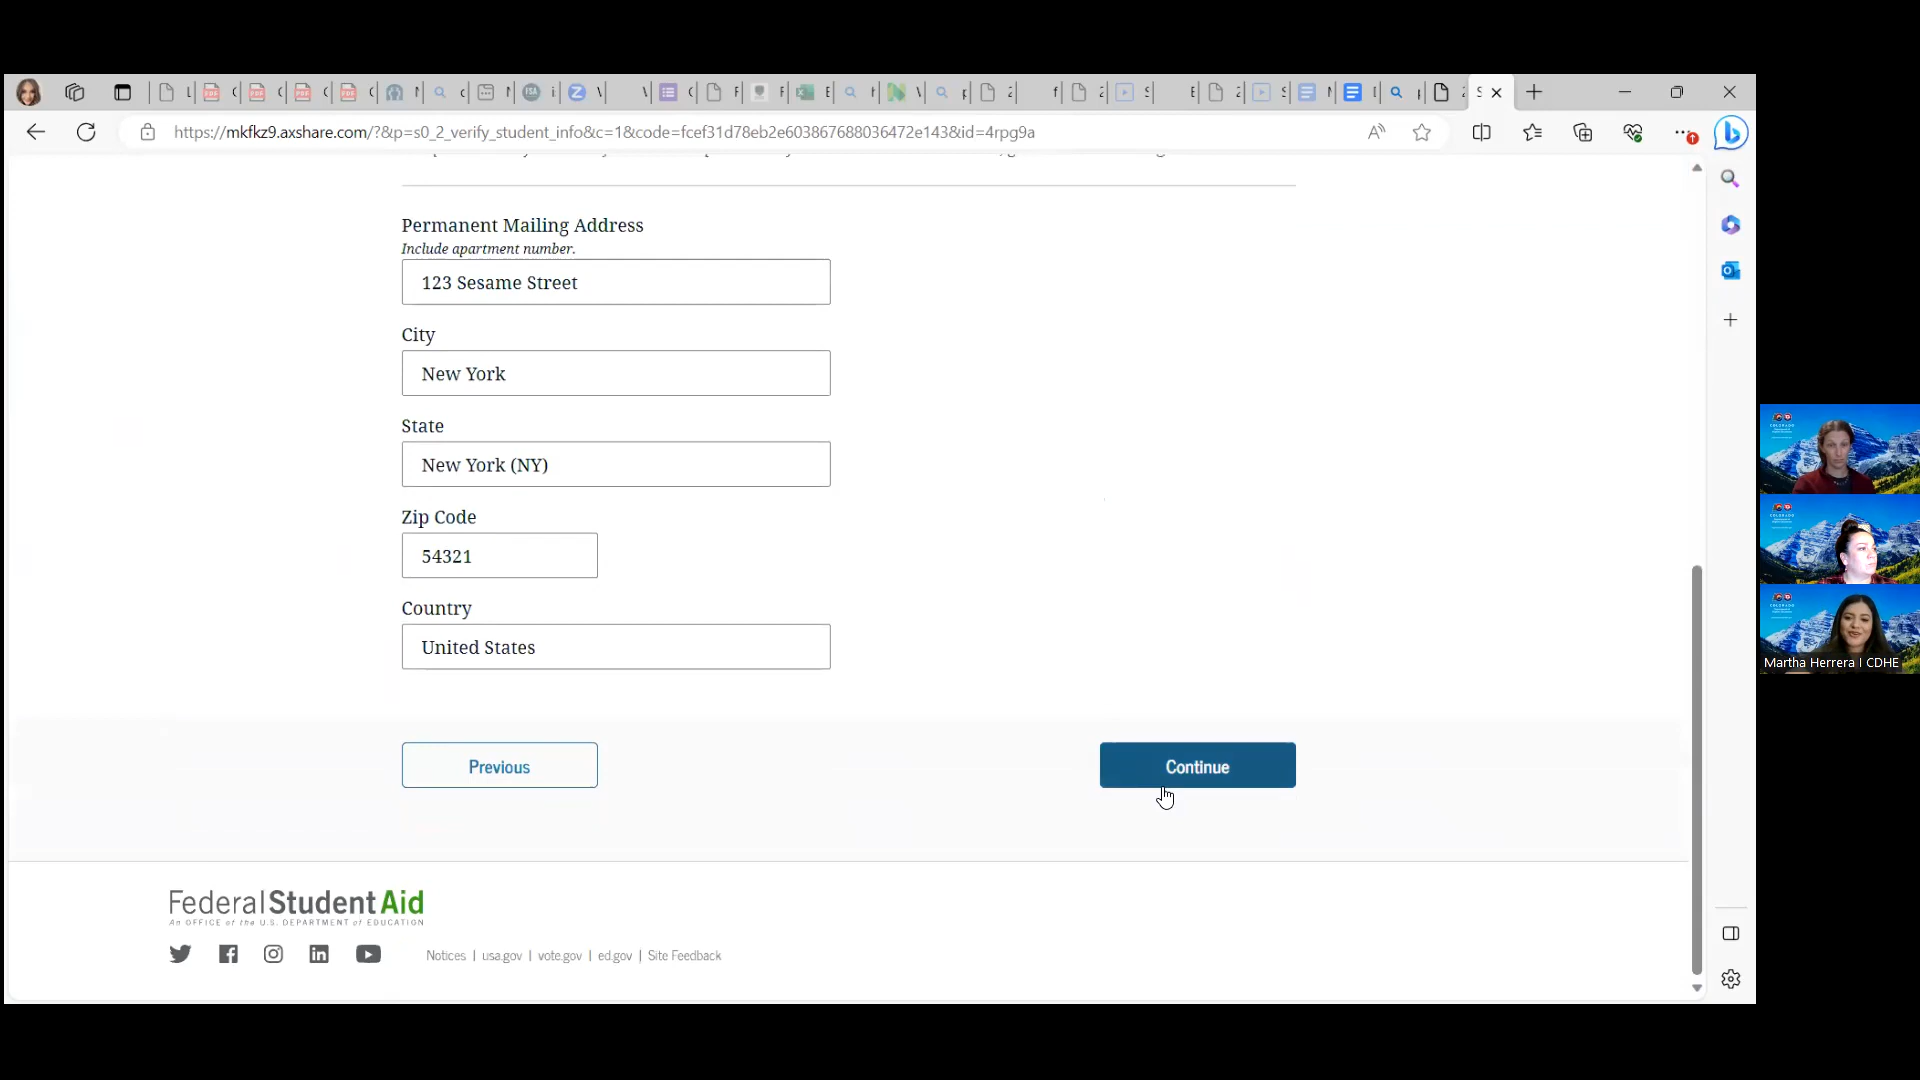 https://mkfkz9.axshare.com/?&p=s0_2_verify_student_info&c=1&code=fcef31d78eb2e603867688036472e143&id=4rpg9a
Permanent Mailing Address
Include apartment number.
123 Sesame Street
City
New York
State
New York (NY)
Zip Code
54321
Country
United States
Previous
Continue
Federal Student Aid
An OFFICE of the U.S. DEPARTMENT of EDUCATION
Notices | usa.gov | vote.gov | ed.gov | Site Feedback
Martha Herrera I CDHE